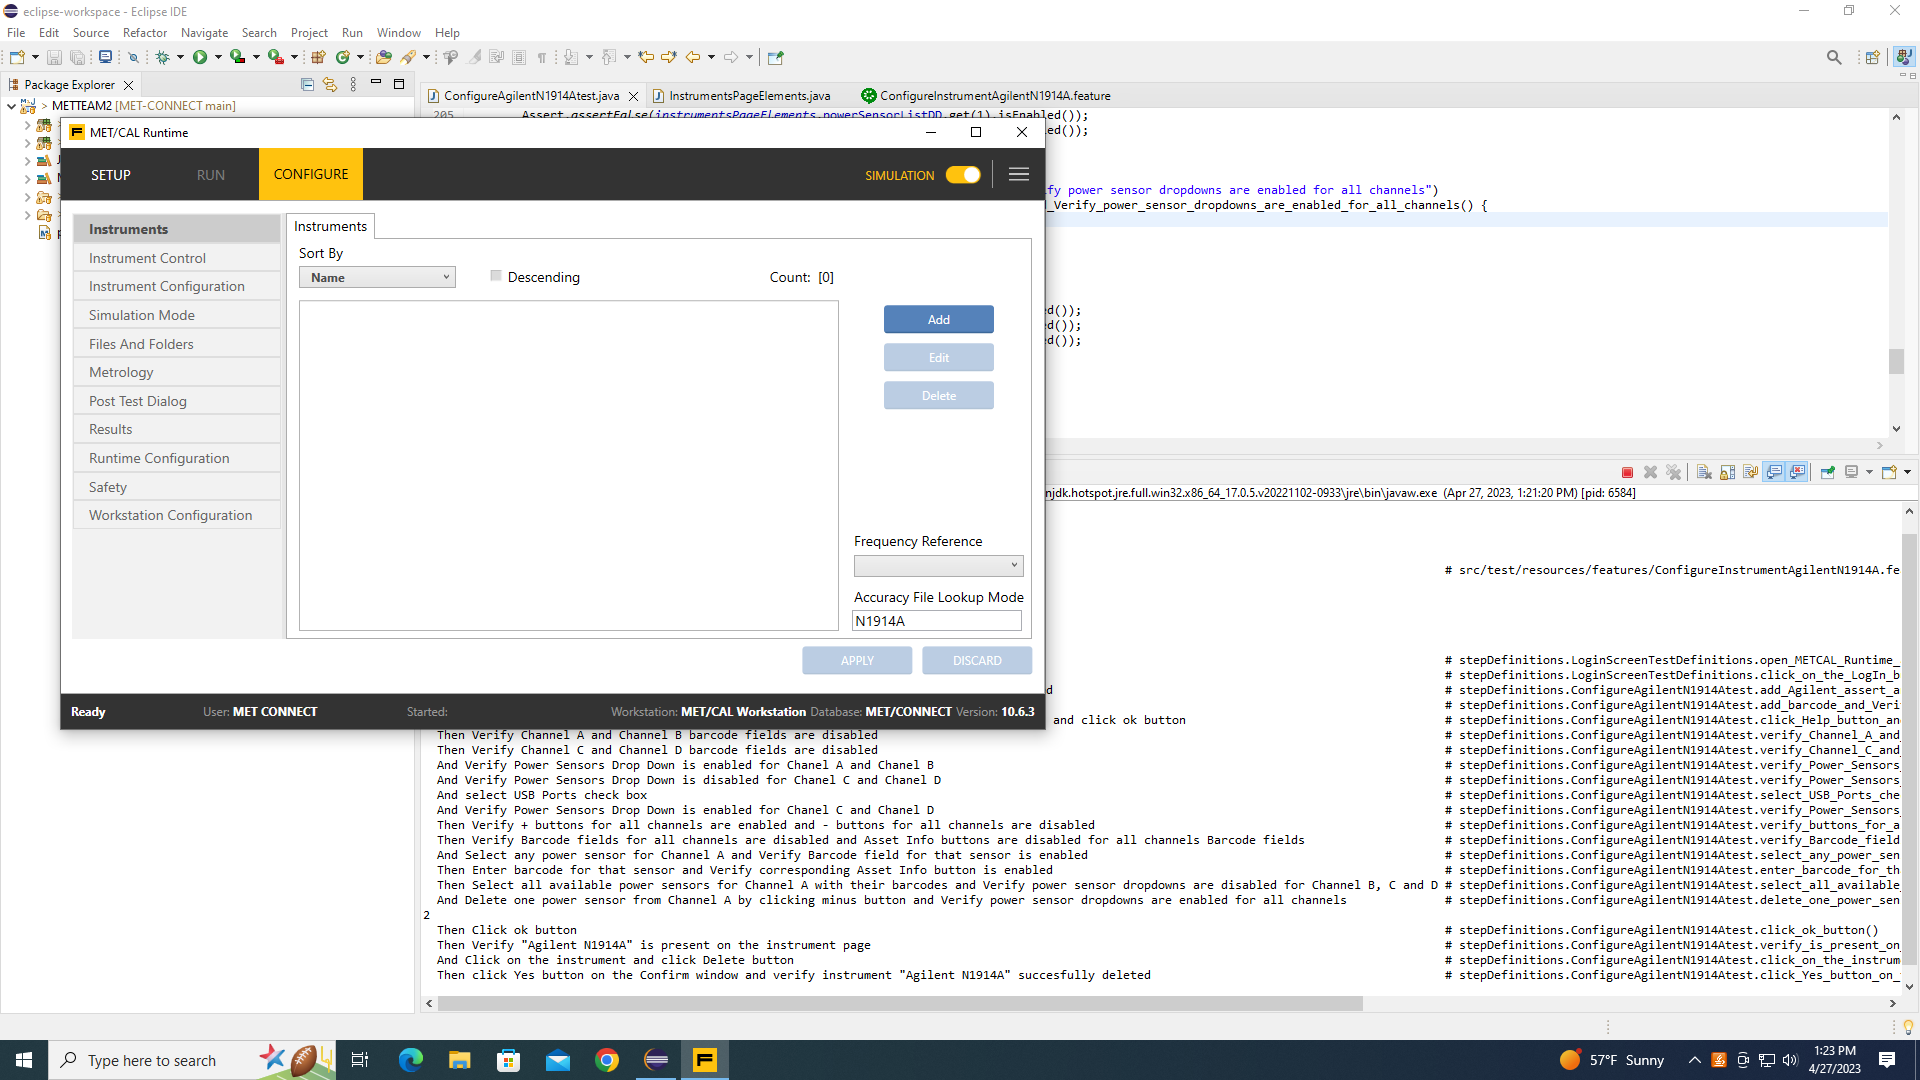 eclipse-workspace - Eclipse IDE
File Edit Source Refactor Navigate Search Project Run Window Help
Package Explorer
ConfigureAgilentN1914Atest.java
InstrumentsPageElements.java
ConfigureInstrumentAgilentN1914A.feature
METTEAM2 [MET-CONNECT main]
205 Assert.assertFalse(instrumentsPageElements.powerSensorListDD.get(1).isEnabled());
ed());
fy power sensor dropdowns are enabled for all channels")
_Verify_power_sensor_dropdowns_are_enabled_for_all_channels() {
ed());
ed());
ed());
MET/CAL Runtime
SETUP RUN CONFIGURE SIMULATION
Instruments
Instrument Control
Instrument Configuration
Simulation Mode
Files And Folders
Metrology
Post Test Dialog
Results
Runtime Configuration
Safety
Workstation Configuration
Instruments
Sort By
Name
Descending
Count: [0]
Add
Edit
Delete
Frequency Reference
Accuracy File Lookup Mode
N1914A
APPLY DISCARD
Ready User: MET CONNECT Started: Workstation: MET/CAL Workstation Database: MET/CONNECT Version: 10.6.3
njdk.hotspot.jre.full.win32.x86_64_17.0.5.v20221102-0933\jre\bin\javaw.exe (Apr 27, 2023, 1:21:20 PM) [pid: 6584]
# src/test/resources/features/ConfigureInstrumentAgilentN1914A.fe
# stepDefinitions.LoginScreenTestDefinitions.open_METCAL_Runtime_
# stepDefinitions.LoginScreenTestDefinitions.click_on_the_LogIn_b
d # stepDefinitions.ConfigureAgilentN1914Atest.add_Agilent_assert_a
# stepDefinitions.ConfigureAgilentN1914Atest.add_barcode_and_Veri
and click ok button # stepDefinitions.ConfigureAgilentN1914Atest.click_Help_button_an
Then Verify Channel A and Channel B barcode fields are disabled # stepDefinitions.ConfigureAgilentN1914Atest.verify_Channel_A_and_
Then Verify Channel C and Channel D barcode fields are disabled # stepDefinitions.ConfigureAgilentN1914Atest.verify_Channel_C_and_
And Verify Power Sensors Drop Down is enabled for Chanel A and Chanel B # stepDefinitions.ConfigureAgilentN1914Atest.verify_Power_Sensors_
And Verify Power Sensors Drop Down is disabled for Chanel C and Chanel D # stepDefinitions.ConfigureAgilentN1914Atest.verify_Power_Sensors_
And select USB Ports check box # stepDefinitions.ConfigureAgilentN1914Atest.select_USB_Ports_che
And Verify Power Sensors Drop Down is enabled for Chanel C and Chanel D # stepDefinitions.ConfigureAgilentN1914Atest.verify_Power_Sensors_
Then Verify + buttons for all channels are enabled and - buttons for all channels are disabled # stepDefinitions.ConfigureAgilentN1914Atest.verify_buttons_for_a
Then Verify Barcode fields for all channels are disabled and Asset Info buttons are disabled for all channels Barcode fields # stepDefinitions.ConfigureAgilentN1914Atest.verify_Barcode_field
And Select any power sensor for Channel A and Verify Barcode field for that sensor is enabled # stepDefinitions.ConfigureAgilentN1914Atest.select_any_power_sen
Then Enter barcode for that sensor and Verify corresponding Asset Info button is enabled # stepDefinitions.ConfigureAgilentN1914Atest.enter_barcode_for_th
Then Select all available power sensors for Channel A with their barcodes and Verify power sensor dropdowns are disabled for Channel B, C and D # stepDefinitions.ConfigureAgilentN1914Atest.select_all_available_
And Delete one power sensor from Channel A by clicking minus button and Verify power sensor dropdowns are enabled for all channels # stepDefinitions.ConfigureAgilentN1914Atest.delete_one_power_sen
2
Then Click ok button # stepDefinitions.ConfigureAgilentN1914Atest.click_ok_button()
Then Verify "Agilent N1914A" is present on the instrument page # stepDefinitions.ConfigureAgilentN1914Atest.verify_is_present_on_
And Click on the instrument and click Delete button # stepDefinitions.ConfigureAgilentN1914Atest.click_on_the_instrum
Then click Yes button on the Confirm window and verify instrument "Agilent N1914A" succesfully deleted # stepDefinitions.ConfigureAgilentN1914Atest.click_Yes_button_on_
Type here to search
57°F Sunny
1:23 PM
4/27/2023